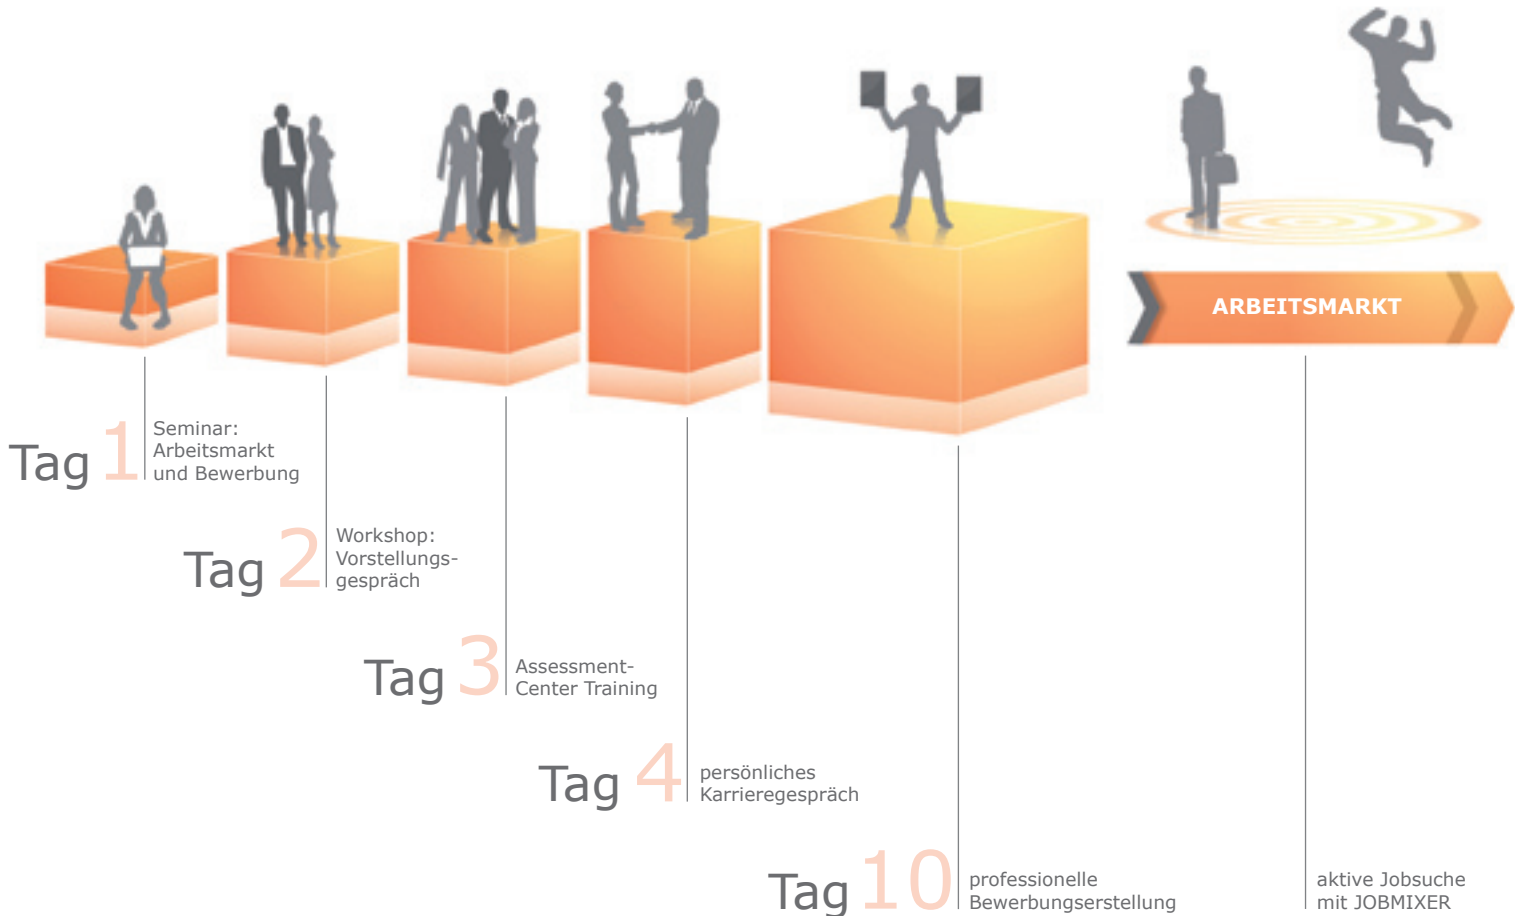 ARBEITSMARKT
Tag 1
Seminar:
Arbeitsmarkt
und Bewerbung
Tag 2
Workshop:
Vorstellungs-
gespräch
Tag 3
Assessment-
Center Training
Tag 4
persönliches
Karrieregespräch
Tag 10
professionelle
Bewerbungserstellung
aktive Jobsuche
mit JOBMIXER